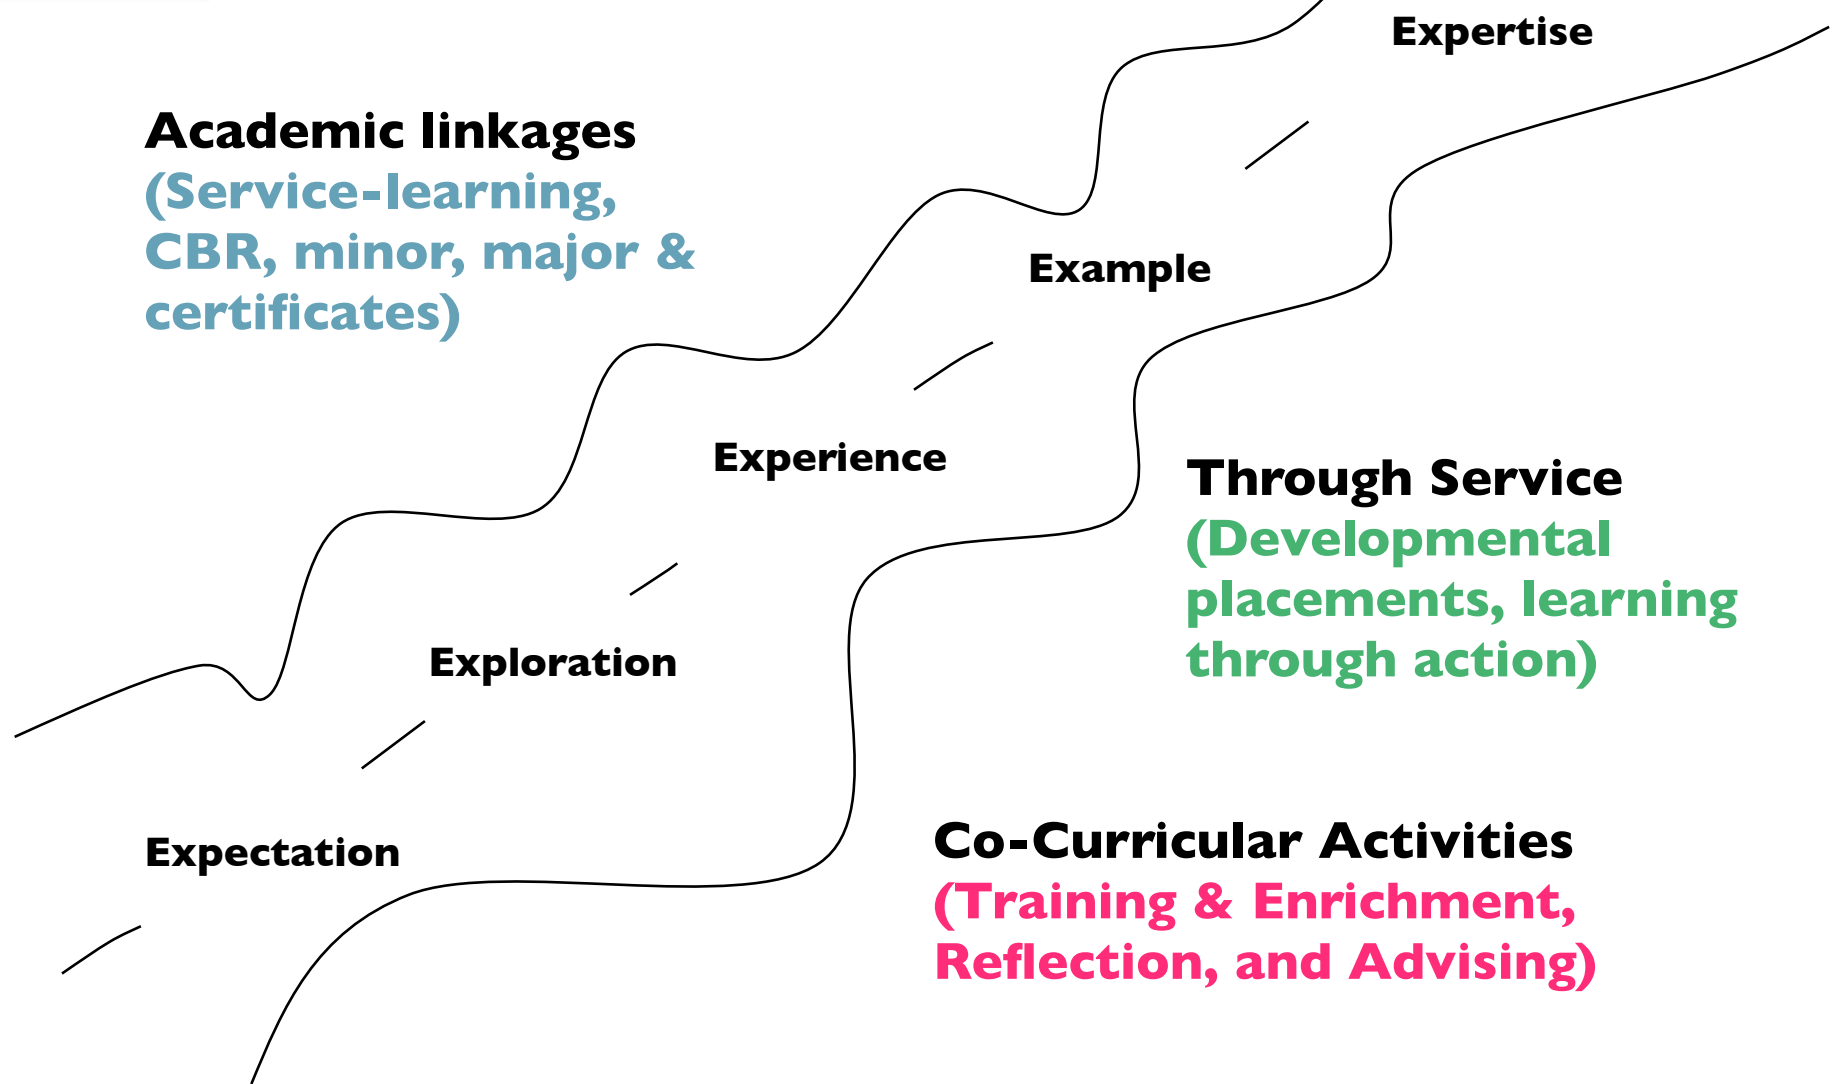 Expertise
Academic linkages
(Service-learning,
CBR, minor, major &
certificates)
Example
Experience
Through Service
(Developmental
placements, learning
through action)
Exploration
Expectation
Co-Curricular Activities
(Training & Enrichment,
Reflection, and Advising)